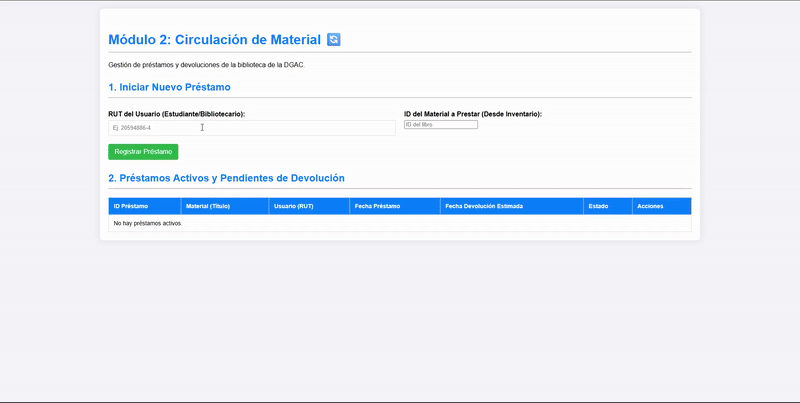 Módulo 2: Circulación de Material
Gestión de préstamos y devoluciones de la biblioteca de la DGAC.
1. Iniciar Nuevo Préstamo
RUT del Usuario (Estudiante/Bibliotecario): ID del Material a Prestar (Desde Inventario):
Ej. 20594886-4 ID del libro
Registrar Préstamo
2. Préstamos Activos y Pendientes de Devolución
ID Préstamo Material (Título) Usuario (RUT) Fecha Préstamo Fecha Devolución Estimada Estado Acciones
No hay préstamos activos.